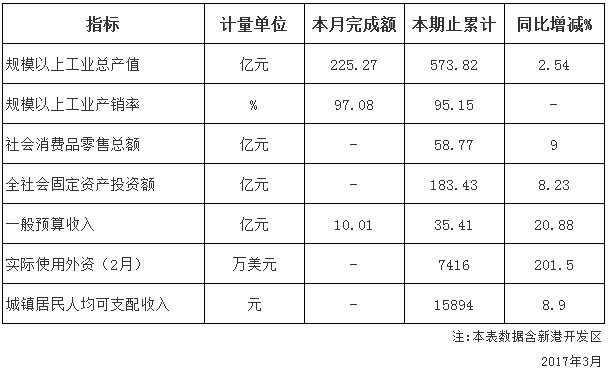 指标 计量单位 本月完成额 本期止累计 同比增减%
规模以上工业总产值 亿元 225.27 573.82 2.54
规模以上工业产销率 % 97.08 95.15 -
社会消费品零售总额 亿元 - 58.77 9
全社会固定资产投资额 亿元 - 183.43 8.23
一般预算收入 亿元 10.01 35.41 20.88
实际使用外资（2月） 万美元 - 7416 201.5
城镇居民人均可支配收入 元 - 15894 8.9
注:本表数据含新港开发区
2017年3月